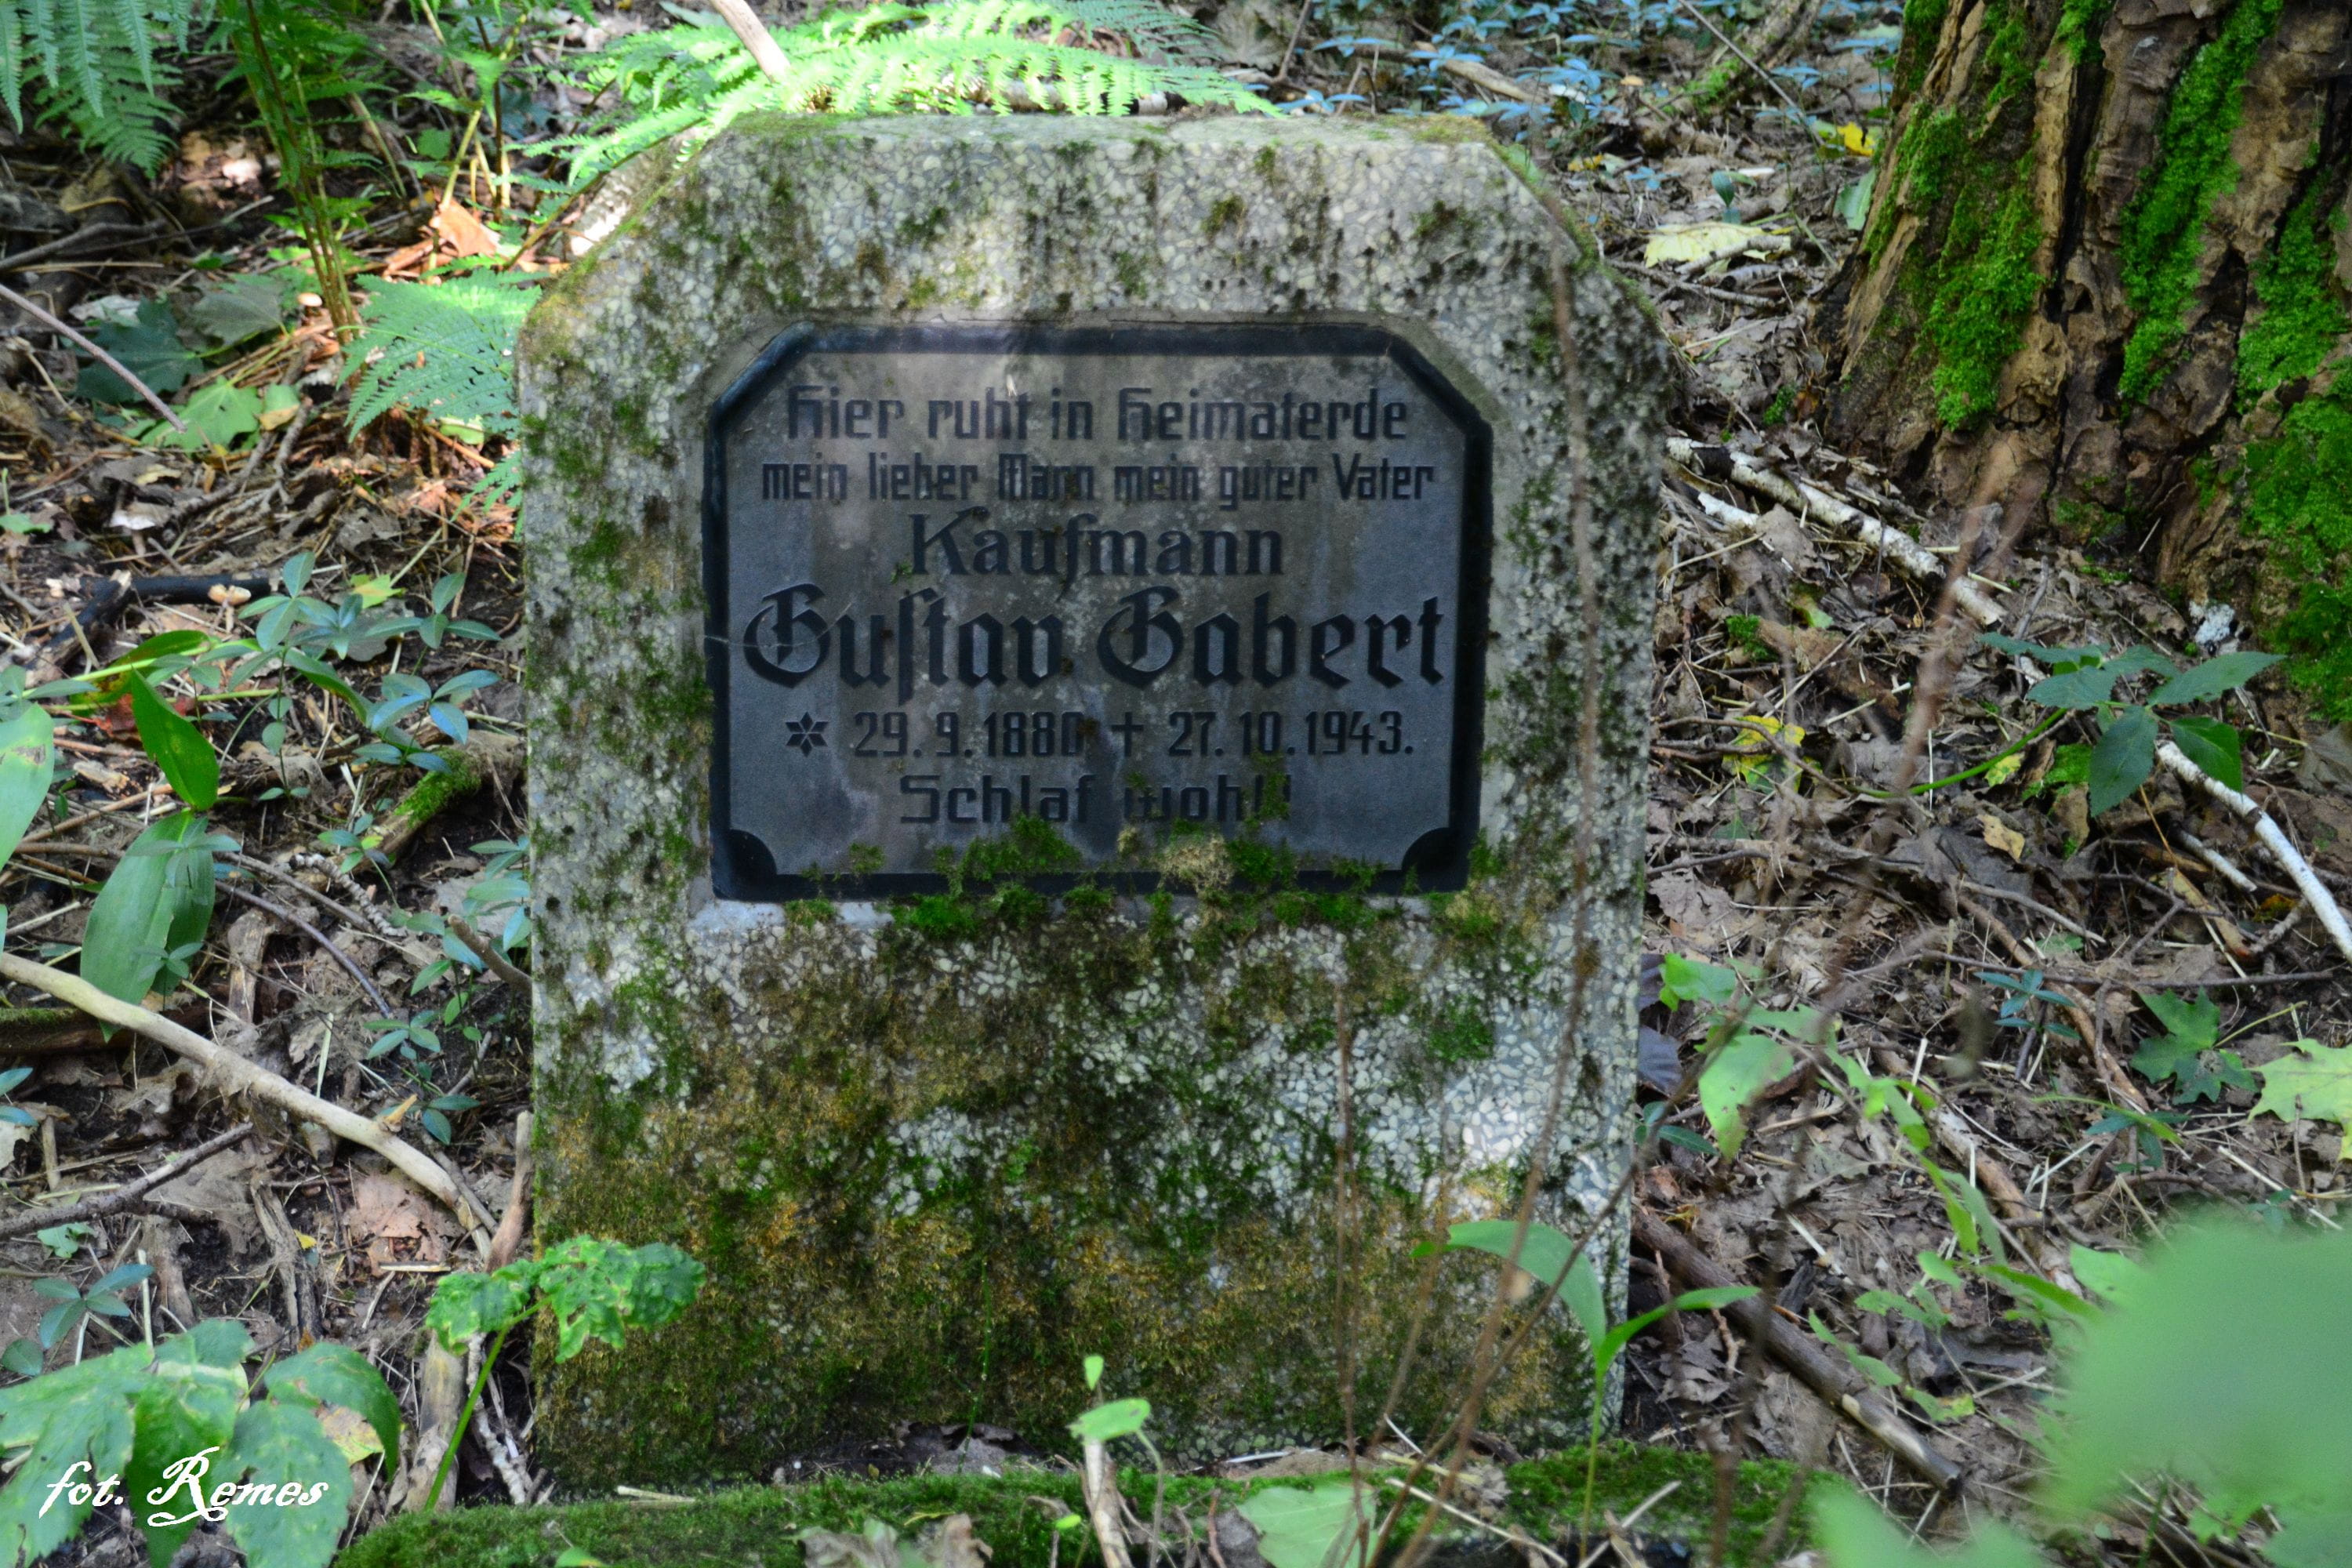 Hier ruht in Heimaterde
mein lieber Mann mein guter Vater
Kaufmann
Gustav Gabert
* 29.9.1880 † 27.10.1943.
Schlaf wohl!
fot. Remes